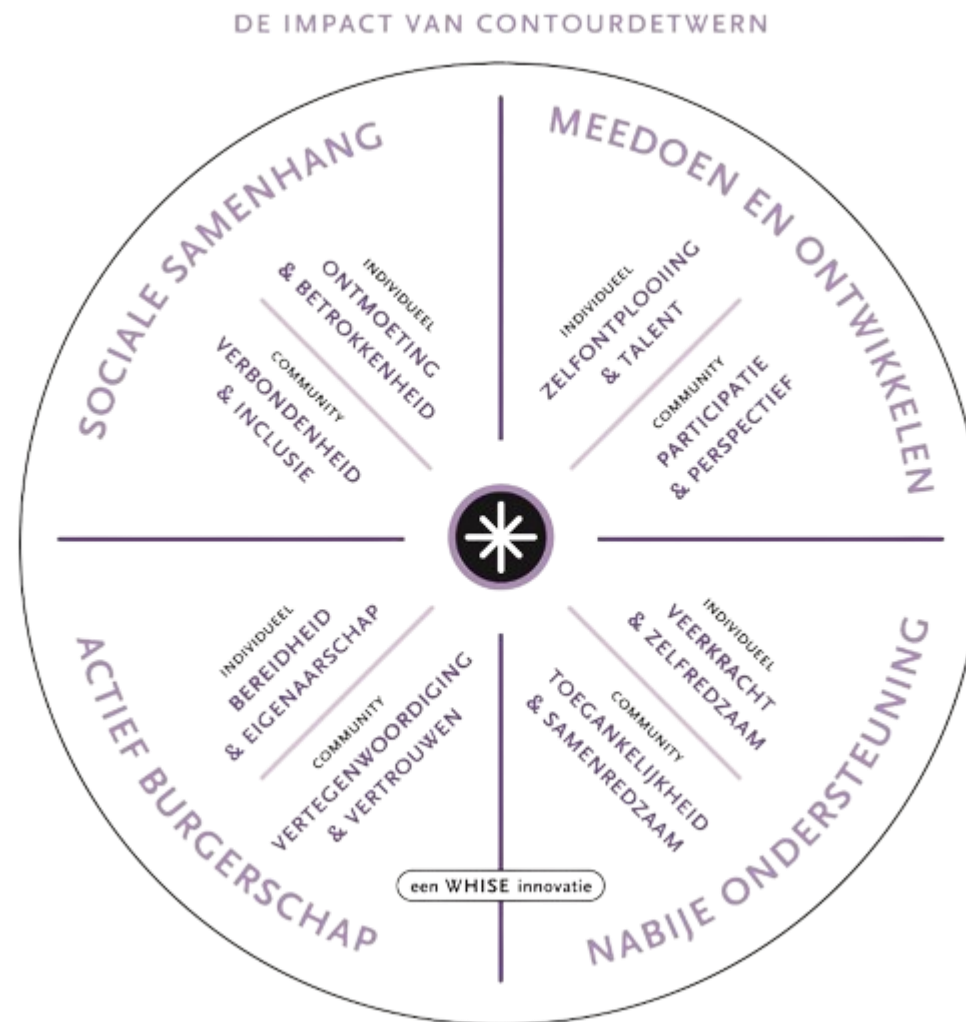 DE IMPACT VAN CONTOURDETWERN
SOCIALE SAMENHANG
INDIVIDUEEL
ONTMOETING
& BETROKKENHEID
COMMUNITY
VERBONDENHEID
& INCLUSIE
MEEDOEN EN ONTWIKKELEN
INDIVIDUEEL
ZELFONTPLOOIING
& TALENT
COMMUNITY
PARTICIPATIE
& PERSPECTIEF
ACTIEF BURGERSCHAP
INDIVIDUEEL
BEREIDHEID
& EIGENAARSCHAP
COMMUNITY
VERTEGENWOORDIGING
& VERTROUWEN
NABIJE ONDERSTEUNING
INDIVIDUEEL
VEERKRACHT
& ZELFREDZAAM
COMMUNITY
TOEGANKELIJKHEID
& SAMENREDZAAM
een WHISE innovatie